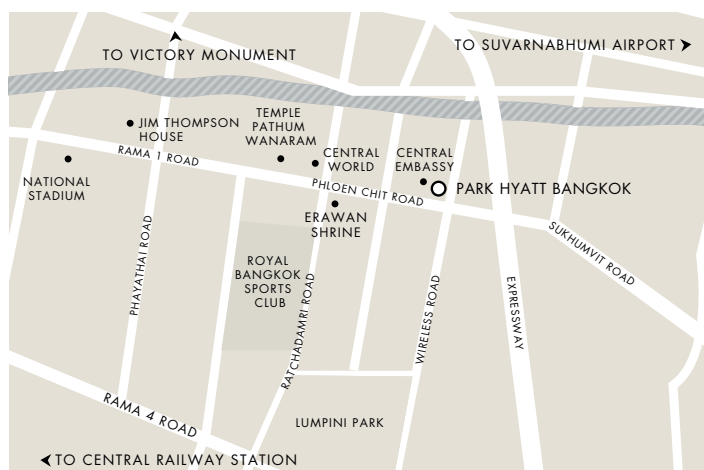 TO VICTORY MONUMENT
TO SUVARNABHUMI AIRPORT
JIM THOMPSON
HOUSE
TEMPLE
PATHUM
WANARAM
RAMA 1 ROAD
CENTRAL
WORLD
CENTRAL
EMBASSY
NATIONAL
STADIUM
PHLOEN CHIT ROAD
PARK HYATT BANGKOK
ERAWAN
SHRINE
SUKHUMVIT ROAD
PHAYATHAI ROAD
ROYAL
BANGKOK
SPORTS
CLUB
RATCHADAMRI ROAD
WIRELESS ROAD
EXPRESSWAY
RAMA 4 ROAD
LUMPINI PARK
TO CENTRAL RAILWAY STATION